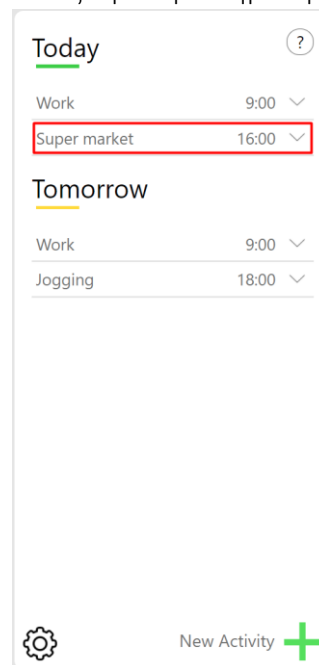 Today
?
Work 9:00
Super market 16:00
Tomorrow
Work 9:00
Jogging 18:00
New Activity